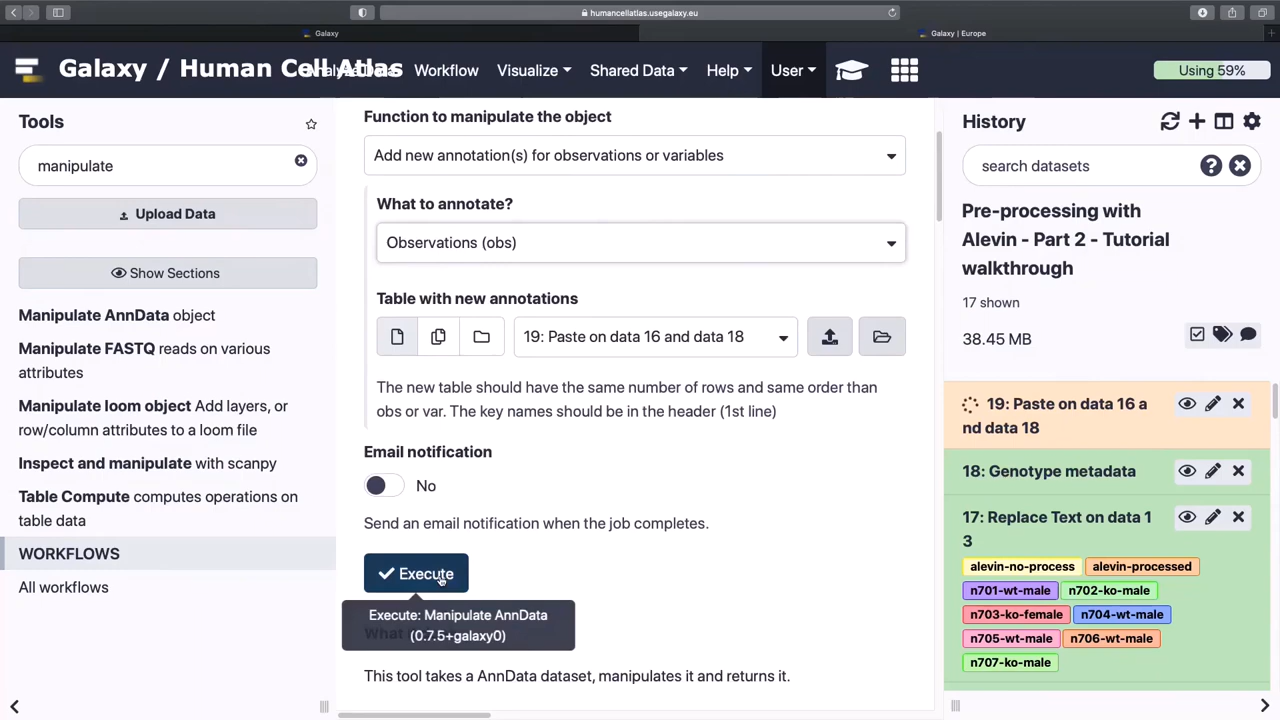 humancellatlas.usegalaxy.eu
Galaxy
Galaxy | Europe
Galaxy / Human Cell Atlas
Workflow
Visualize
Shared Data
Help
User
Using 59%
Tools
manipulate
Upload Data
Show Sections
Manipulate AnnData object
Manipulate FASTQ reads on various
attributes
Manipulate loom object Add layers, or
row/column attributes to a loom file
Inspect and manipulate with scanpy
Table Compute computes operations on
table data
WORKFLOWS
All workflows
Function to manipulate the object
Add new annotation(s) for observations or variables
What to annotate?
Observations (obs)
Table with new annotations
19: Paste on data 16 and data 18
The new table should have the same number of rows and same order than
obs or var. The key names should be in the header (1st line)
Email notification
No
Send an email notification when the job completes.
Execute
Execute: Manipulate AnnData
(0.7.5+galaxy0)
This tool takes a AnnData dataset, manipulates it and returns it.
History
search datasets
Pre-processing with
Alevin - Part 2 - Tutorial
walkthrough
17 shown
38.45 MB
19: Paste on data 16 a
nd data 18
18: Genotype metadata
17: Replace Text on data 1
3
alevin-no-process alevin-processed
n701-wt-male n702-ko-male
n703-ko-female n704-wt-male
n705-wt-male n706-wt-male
n707-ko-male